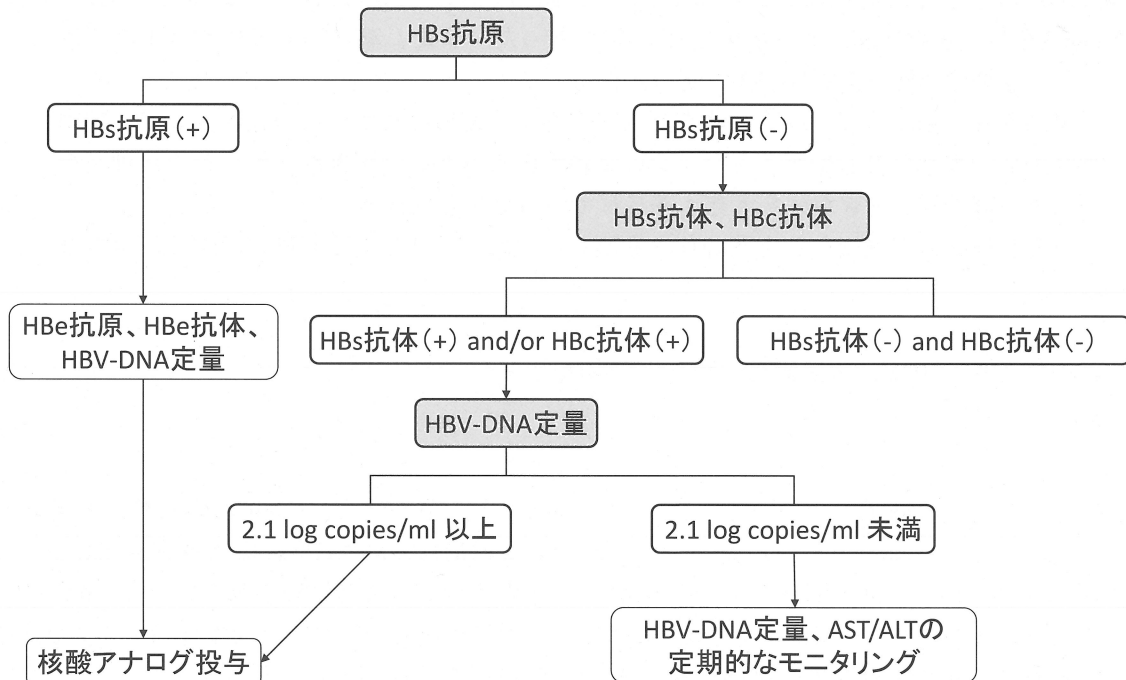 HBs抗原
HBs抗原(+)
HBs抗原(-)
HBs抗体、HBc抗体
HBe抗原、HBe抗体、
HBV-DNA定量
HBs抗体(+) and/or HBc抗体(+)
HBs抗体(-) and HBc抗体(-)
HBV-DNA定量
2.1 log copies/ml 以上
2.1 log copies/ml 未満
核酸アナログ投与
HBV-DNA定量、AST/ALTの
定期的なモニタリング